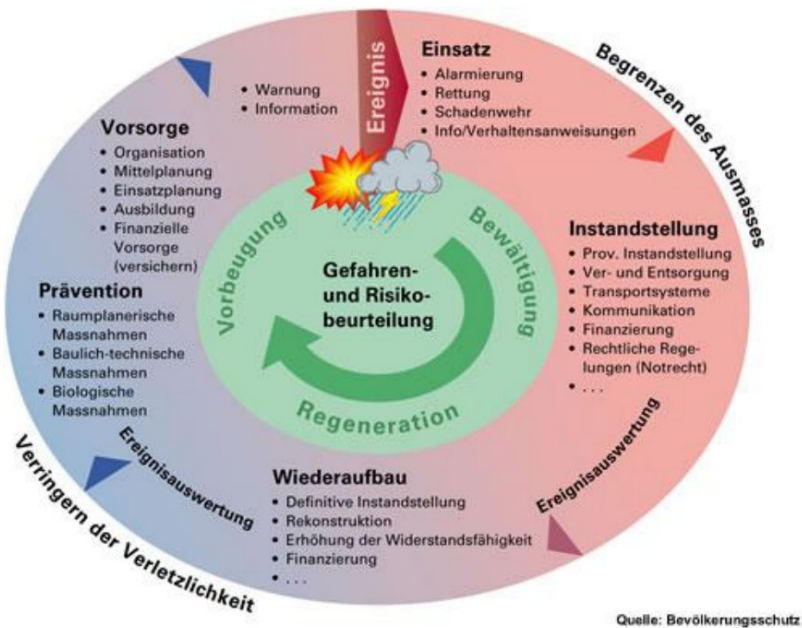 Ereignis
Einsatz
• Alarmierung
• Rettung
• Schadenwehr
• Info/Verhaltensanweisungen
Begrenzen des Ausmasses
Instandstellung
• Prov. Instandstellung
• Ver- und Entsorgung
• Transportsysteme
• Kommunikation
• Finanzierung
• Rechtliche Rege-
lungen (Notrecht)
• . . .
Ereignisauswertung
Wiederaufbau
• Definitive Instandstellung
• Rekonstruktion
• Erhöhung der Widerstandsfähigkeit
• Finanzierung
• . . .
Ereignisauswertung
Verringern der Verletzlichkeit
Prävention
• Raumplanerische
Massnahmen
• Baulich-technische
Massnahmen
• Biologische
Massnahmen
Vorsorge
• Organisation
• Mittelplanung
• Einsatzplanung
• Ausbildung
• Finanzielle
Vorsorge
(versichern)
• Warnung
• Information
Bewältigung
Regeneration
Vorbeugung
Gefahren-
und Risiko-
beurteilung
Quelle: Bevölkerungsschutz